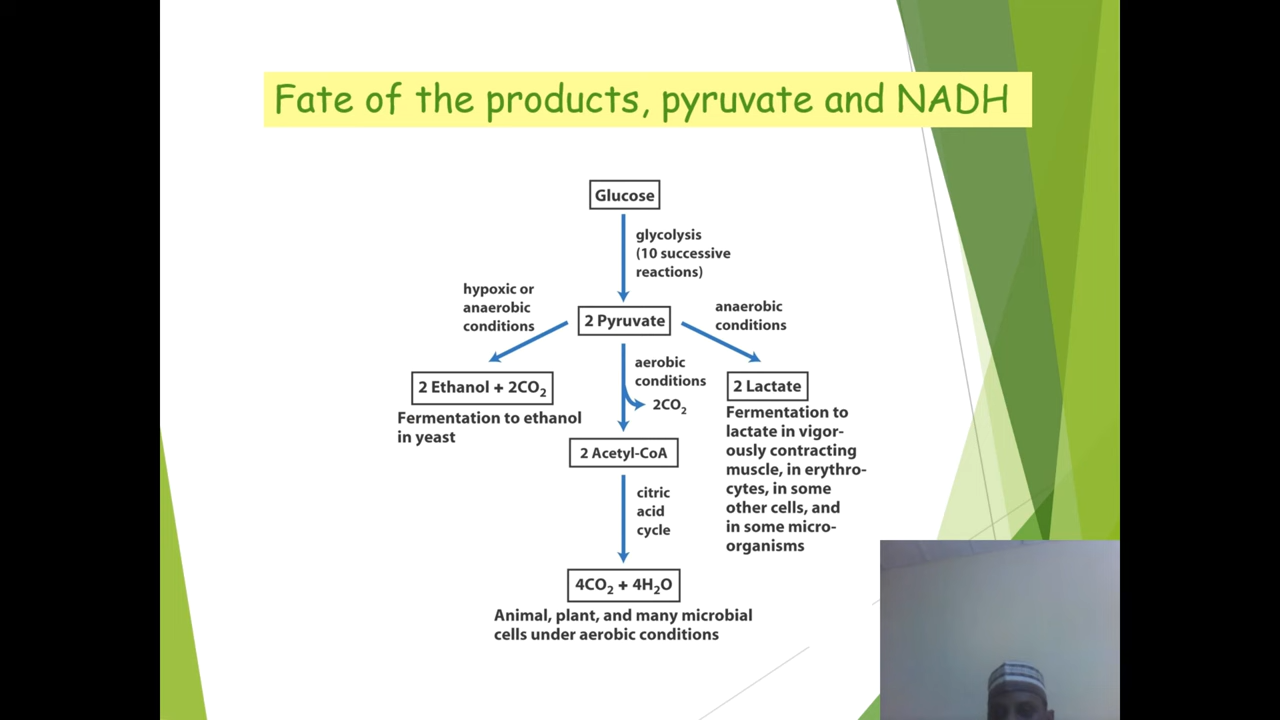 Fate of the products, pyruvate and NADH
Glucose
glycolysis
(10 successive
reactions)
hypoxic or
anaerobic
conditions
2 Pyruvate
anaerobic
conditions
2 Ethanol + 2CO₂
Fermentation to ethanol
in yeast
aerobic
conditions
2CO₂
2 Lactate
Fermentation to
lactate in vigor-
ously contracting
muscle, in erythro-
cytes, in some
other cells, and
in some micro-
organisms
2 Acetyl-CoA
citric
acid
cycle
4CO₂ + 4H₂O
Animal, plant, and many microbial
cells under aerobic conditions